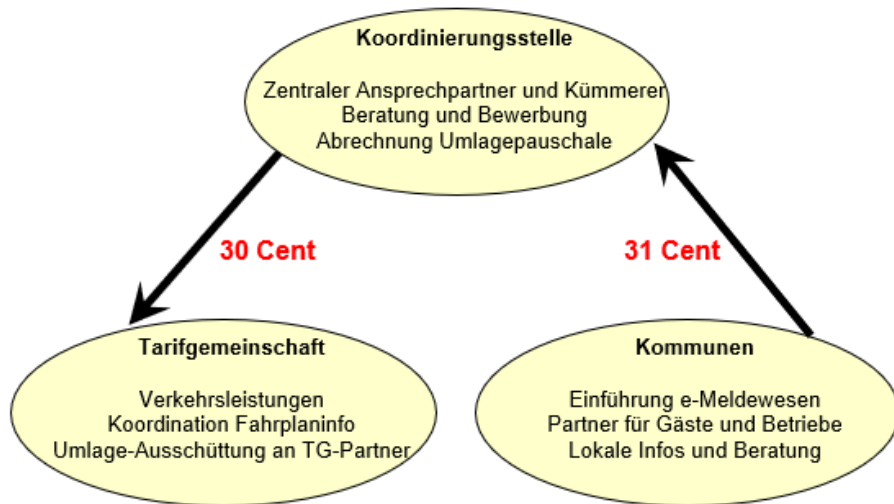 Koordinierungsstelle
Zentraler Ansprechpartner und Kümmerer
Beratung und Bewerbung
Abrechnung Umlagepauschale
30 Cent
31 Cent
Tarifgemeinschaft
Verkehrsleistungen
Koordination Fahrplaninfo
Umlage-Ausschüttung an TG-Partner
Kommunen
Einführung e-Meldewesen
Partner für Gäste und Betriebe
Lokale Infos und Beratung